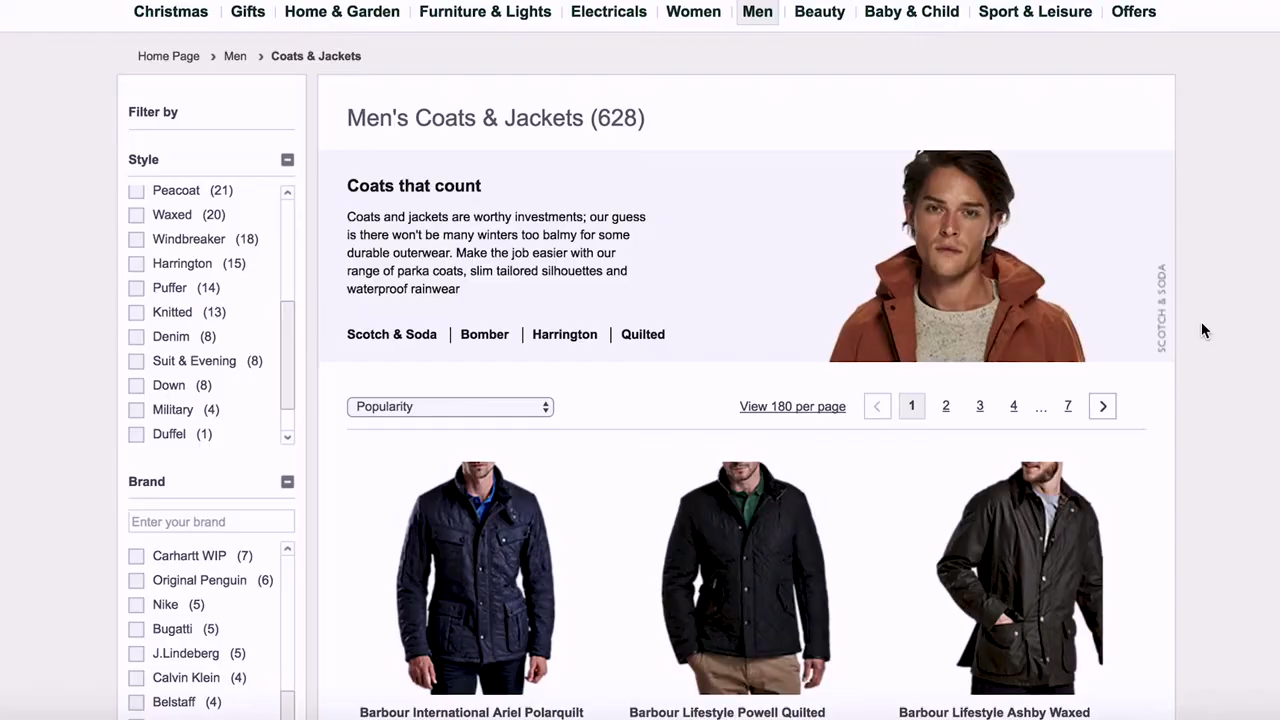 Christmas Gifts Home & Garden Furniture & Lights Electricals Women Men Beauty Baby & Child Sport & Leisure Offers
Home Page › Men › Coats & Jackets
Filter by
Style
Peacoat (21)
Waxed (20)
Windbreaker (18)
Harrington (15)
Puffer (14)
Knitted (13)
Denim (8)
Suit & Evening (8)
Down (8)
Military (4)
Duffel (1)
Brand
Enter your brand
Carhartt WIP (7)
Original Penguin (6)
Nike (5)
Bugatti (5)
J.Lindeberg (5)
Calvin Klein (4)
Belstaff (4)
Men's Coats & Jackets (628)
Coats that count
Coats and jackets are worthy investments; our guess
is there won't be many winters too balmy for some
durable outerwear. Make the job easier with our
range of parka coats, slim tailored silhouettes and
waterproof rainwear
Scotch & Soda | Bomber | Harrington | Quilted
SCOTCH & SODA
Popularity
View 180 per page < 1 2 3 4 ... 7 >
Barbour International Ariel Polarquilt
Barbour Lifestyle Powell Quilted
Barbour Lifestyle Ashby Waxed